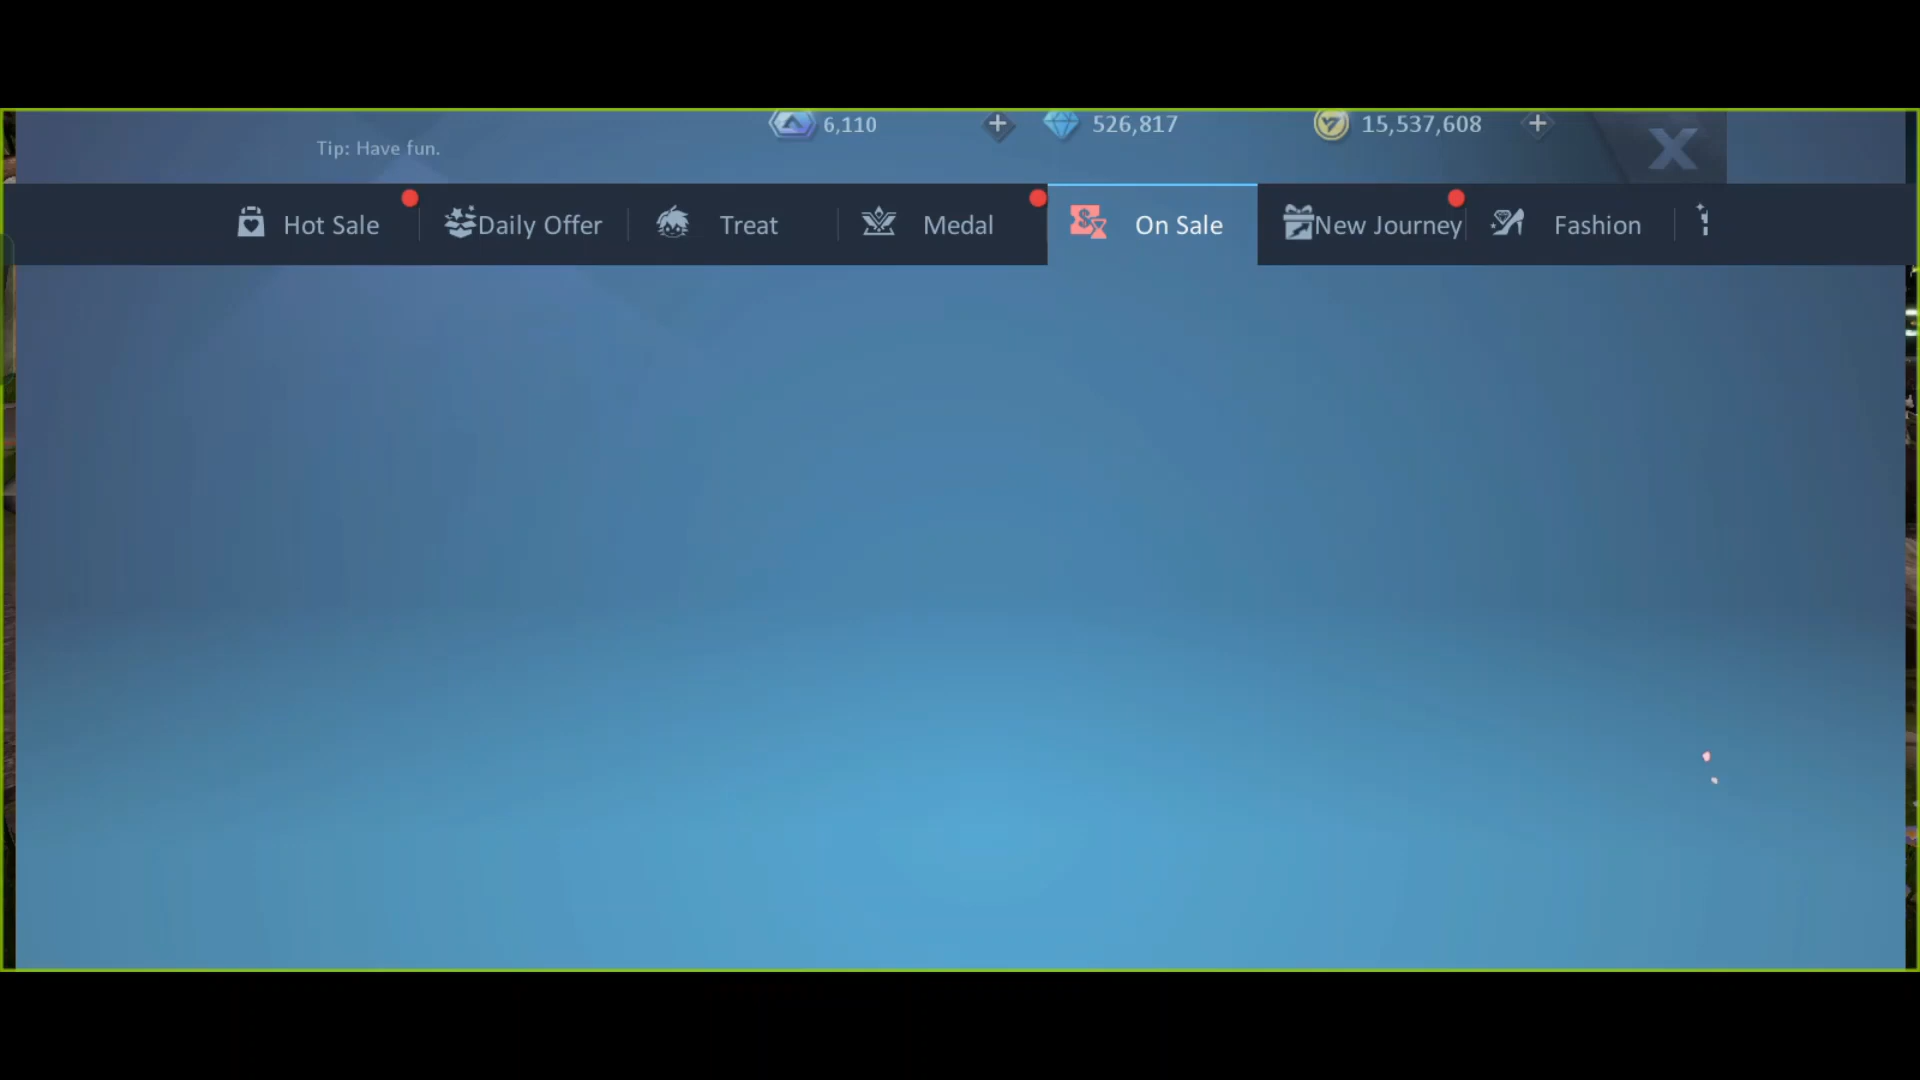 6,110
526,817
15,537,608
Tip: Have fun.
Hot Sale
Daily Offer
Treat
Medal
On Sale
New Journey
Fashion